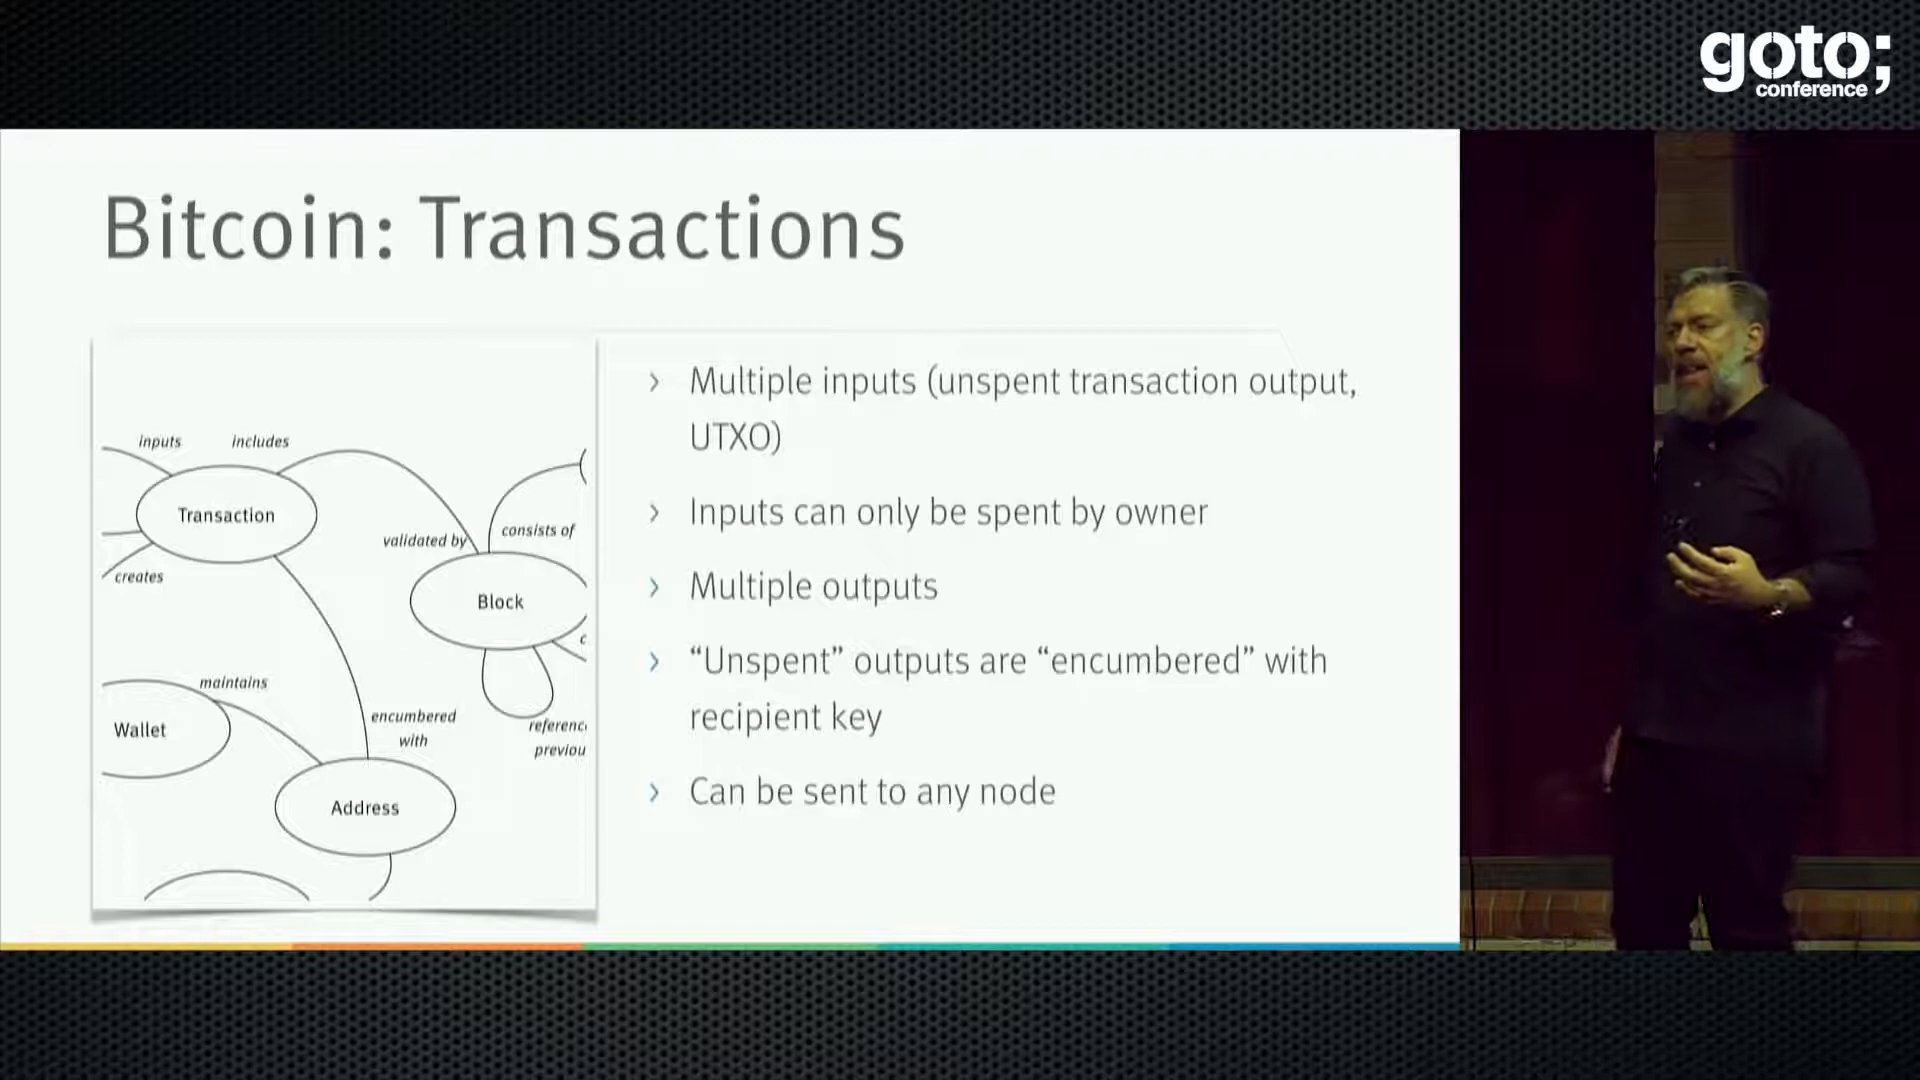 goto;
conference
Bitcoin: Transactions
inputs
includes
Transaction
creates
validated by
consists of
Block
maintains
Wallet
encumbered
with
Address
› Multiple inputs (unspent transaction output,
UTXO)
› Inputs can only be spent by owner
› Multiple outputs
› “Unspent” outputs are “encumbered” with
recipient key
› Can be sent to any node